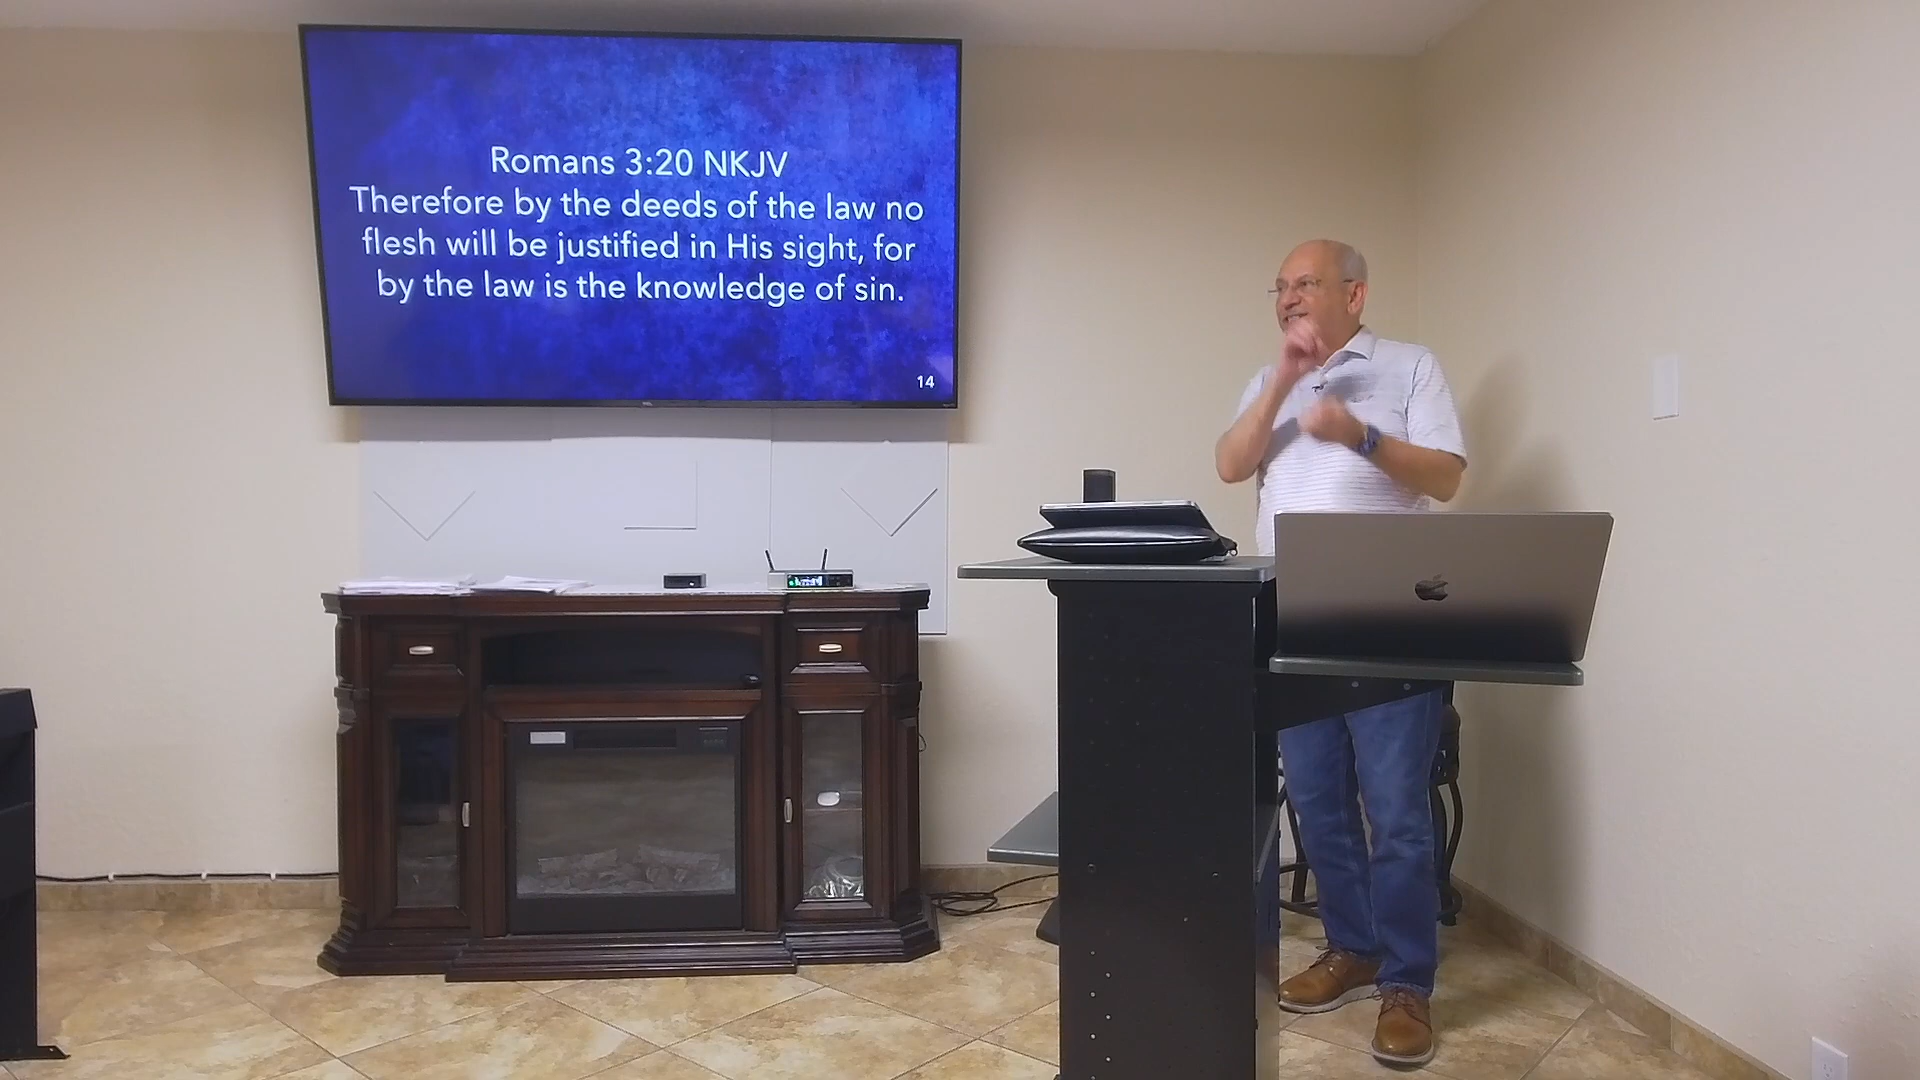 Romans 3:20 NKJV
Therefore by the deeds of the law no
flesh will be justified in His sight, for
by the law is the knowledge of sin.
14